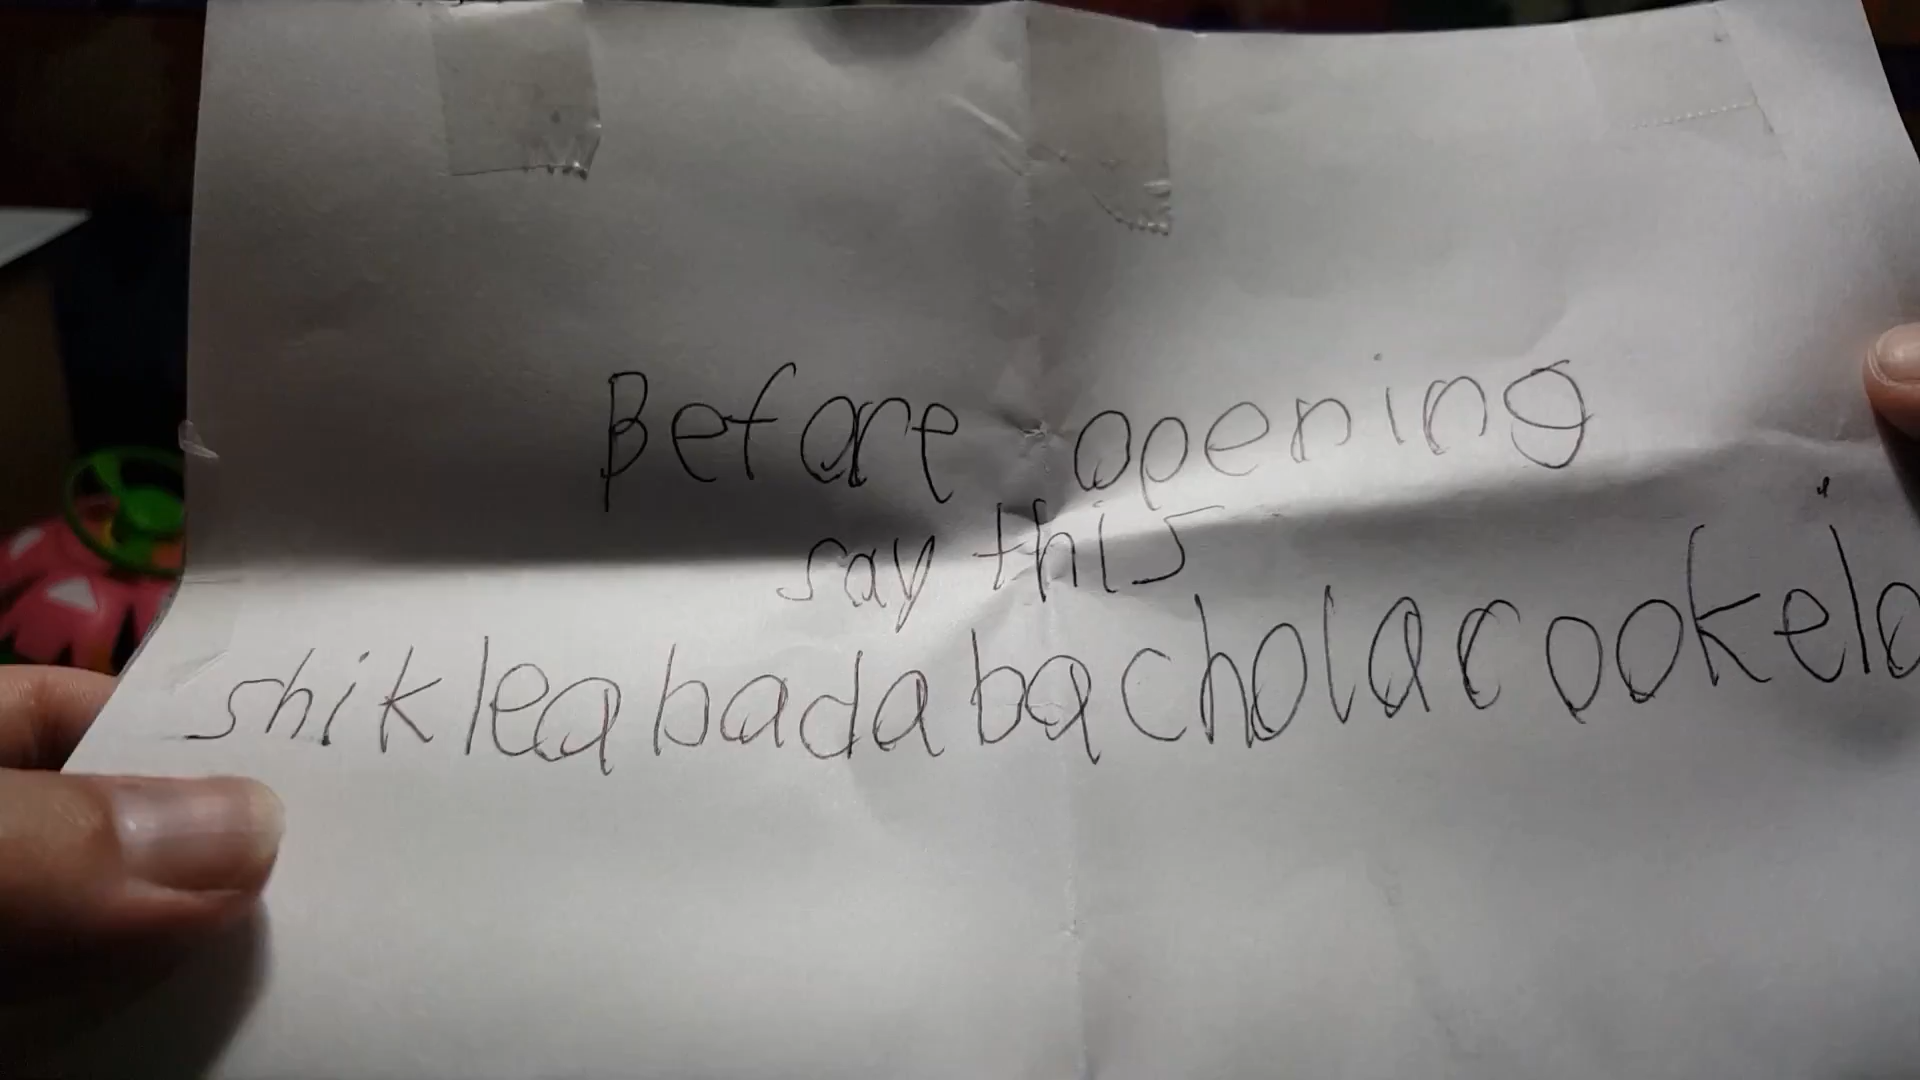 Before opening
say this
shikleabadabacholacookela